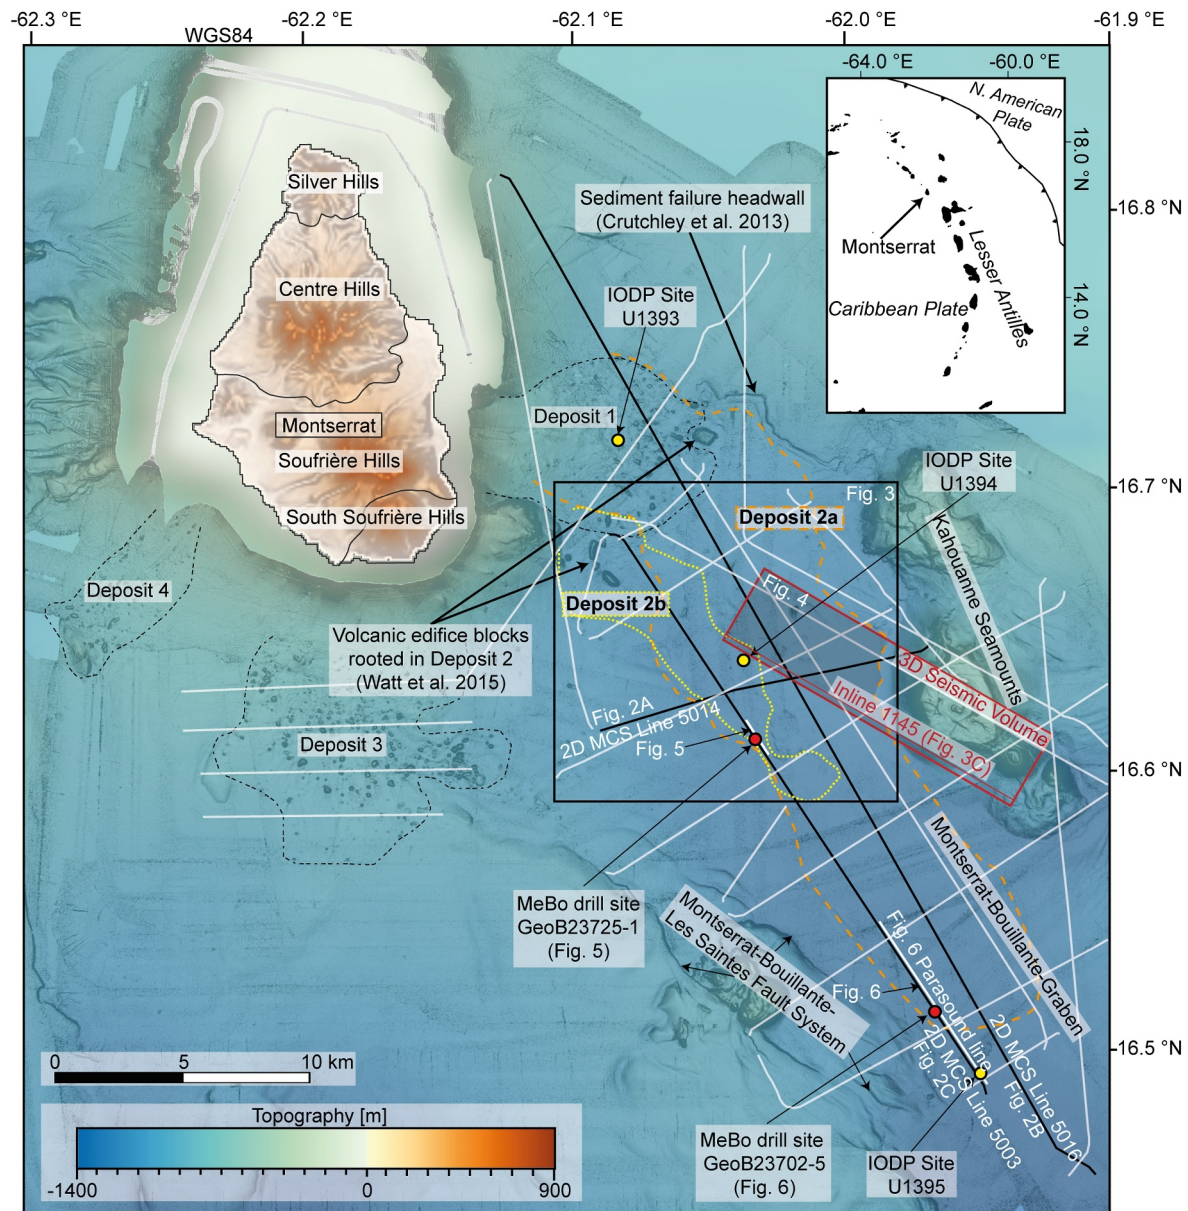 -62.3 °E
-62.2 °E
-62.1 °E
-62.0 °E
-61.9 °E
WGS84
-64.0 °E
-60.0 °E
N. American
Plate
18.0 °N
Montserrat
Lesser Antilles
Caribbean Plate
14.0 °N
16.8 °N
16.7 °N
16.6 °N
16.5 °N
Silver Hills
Centre Hills
Montserrat
Soufrière Hills
South Soufrière Hills
Sediment failure headwall
(Crutchley et al. 2013)
IODP Site
U1393
Deposit 1
IODP Site
U1394
Fig. 3
Deposit 2a
Kahouanne Seamounts
Deposit 4
Deposit 2b
Fig. 4
Volcanic edifice blocks
rooted in Deposit 2
(Watt et al. 2015)
3D Seismic Volume
Inline 1145 (Fig. 3C)
Fig. 2A
2D MCS Line 5014
Fig. 5
Deposit 3
Montserrat-Bouillante-Graben
MeBo drill site
GeoB23725-1
(Fig. 5)
Montserrat-Bouillante-
Les Saintes Fault System
Fig. 6 Parasound line
Fig. 6
2D MCS Line 5003
Fig. 2C
2D MCS Line 5016
Fig. 2B
MeBo drill site
GeoB23702-5
(Fig. 6)
IODP Site
U1395
0
5
10 km
Topography [m]
-1400
0
900